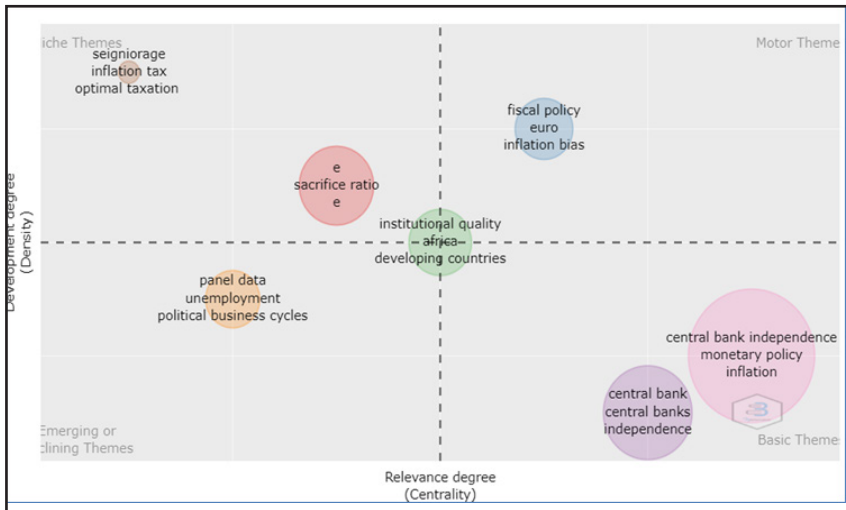 iche Themes
Motor Theme
seigniorage
inflation tax
optimal taxation
fiscal policy
euro
inflation bias
e
sacrifice ratio
e
institutional quality
africa
developing countries
panel data
unemployment
political business cycles
central bank independence
monetary policy
inflation
central bank
central banks
independence
Emerging or
clining Themes
Basic Theme
Development degree
(Density)
Relevance degree
(Centrality)